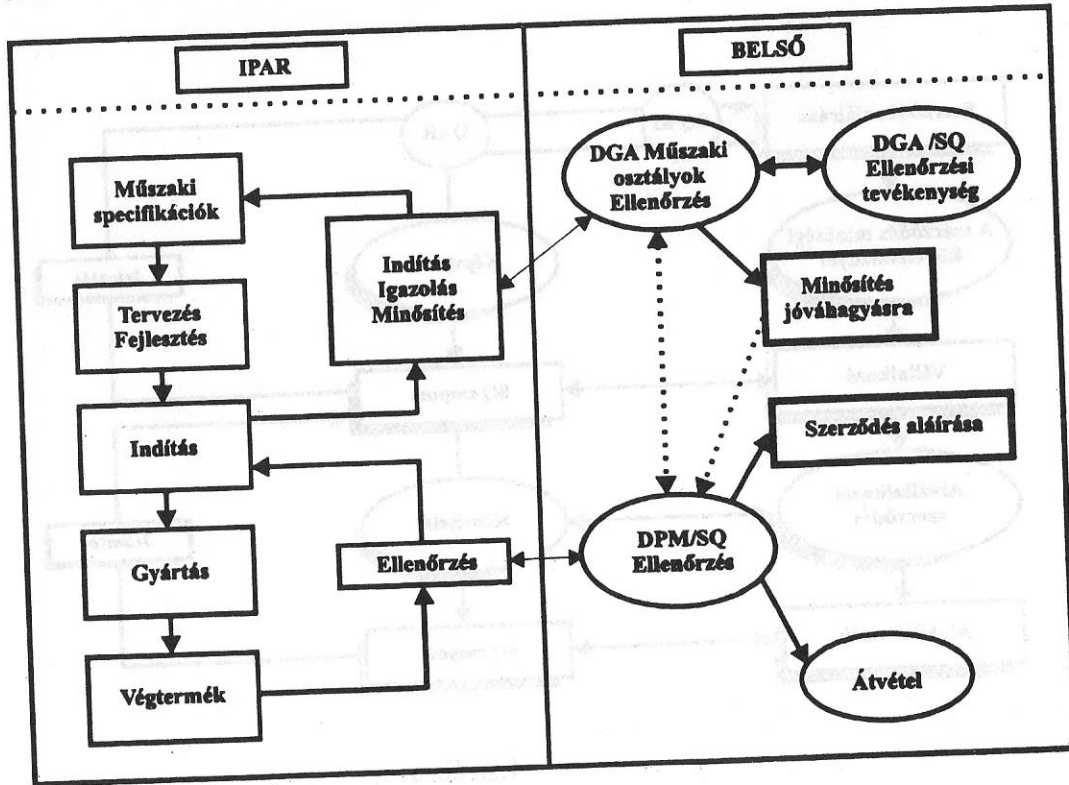 IPAR
BELSŐ
Műszaki
specifikációk
Tervezés
Fejlesztés
Indítás
Gyártás
Végtermék
Indítás
Igazolás
Minősítés
Ellenőrzés
DGA Műszaki
osztályok
Ellenőrzés
DGA /SQ
Ellenőrzési
tevékenység
Minősítés
jóváhagyásra
Szerződés aláírása
DPM/SQ
Ellenőrzés
Átvétel